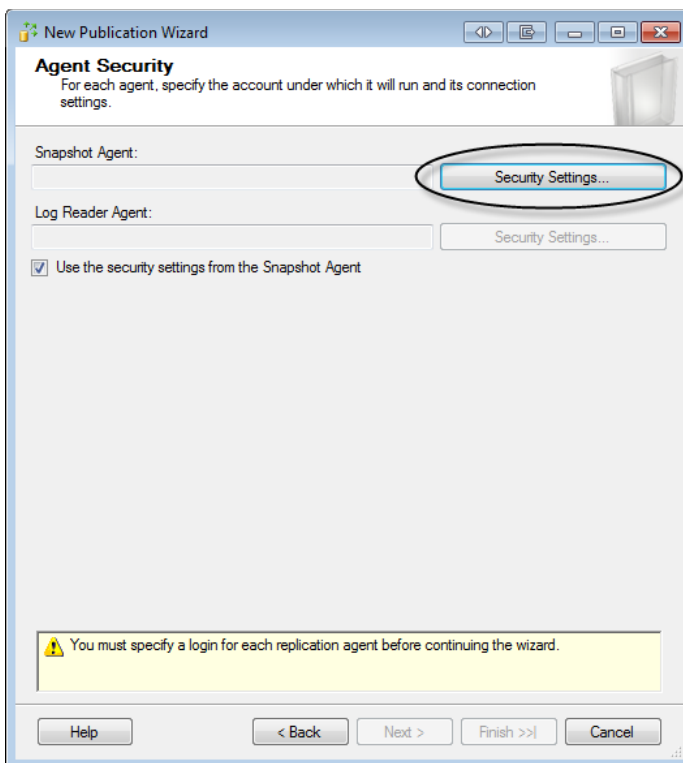 New Publication Wizard
Agent Security
For each agent, specify the account under which it will run and its connection
settings.
Snapshot Agent:
Security Settings...
Log Reader Agent:
Security Settings...
Use the security settings from the Snapshot Agent
You must specify a login for each replication agent before continuing the wizard.
Help
< Back
Next >
Finish >>|
Cancel